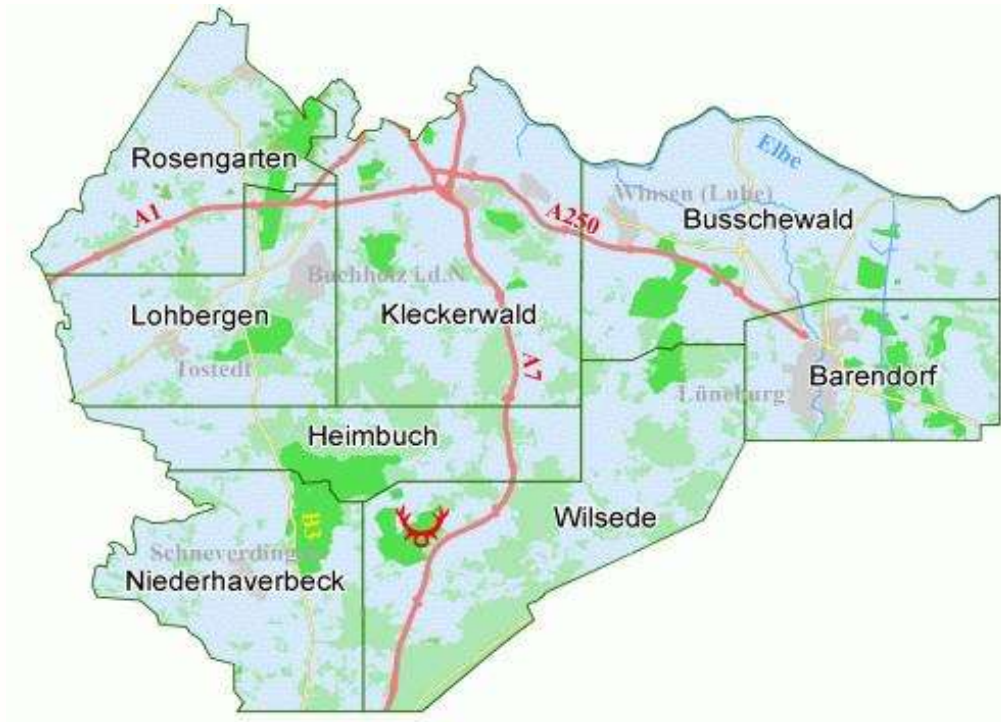 Elbe
Rosengarten
Winsen (Luhe)
A1
A250
Busschewald
Buchholz i.d.N.
Lohbergen
Kleckerwald
Tostedt
A7
Barendorf
Lüneburg
Heimbuch
B3
Wilsede
Schneverdingen
Niederhaverbeck